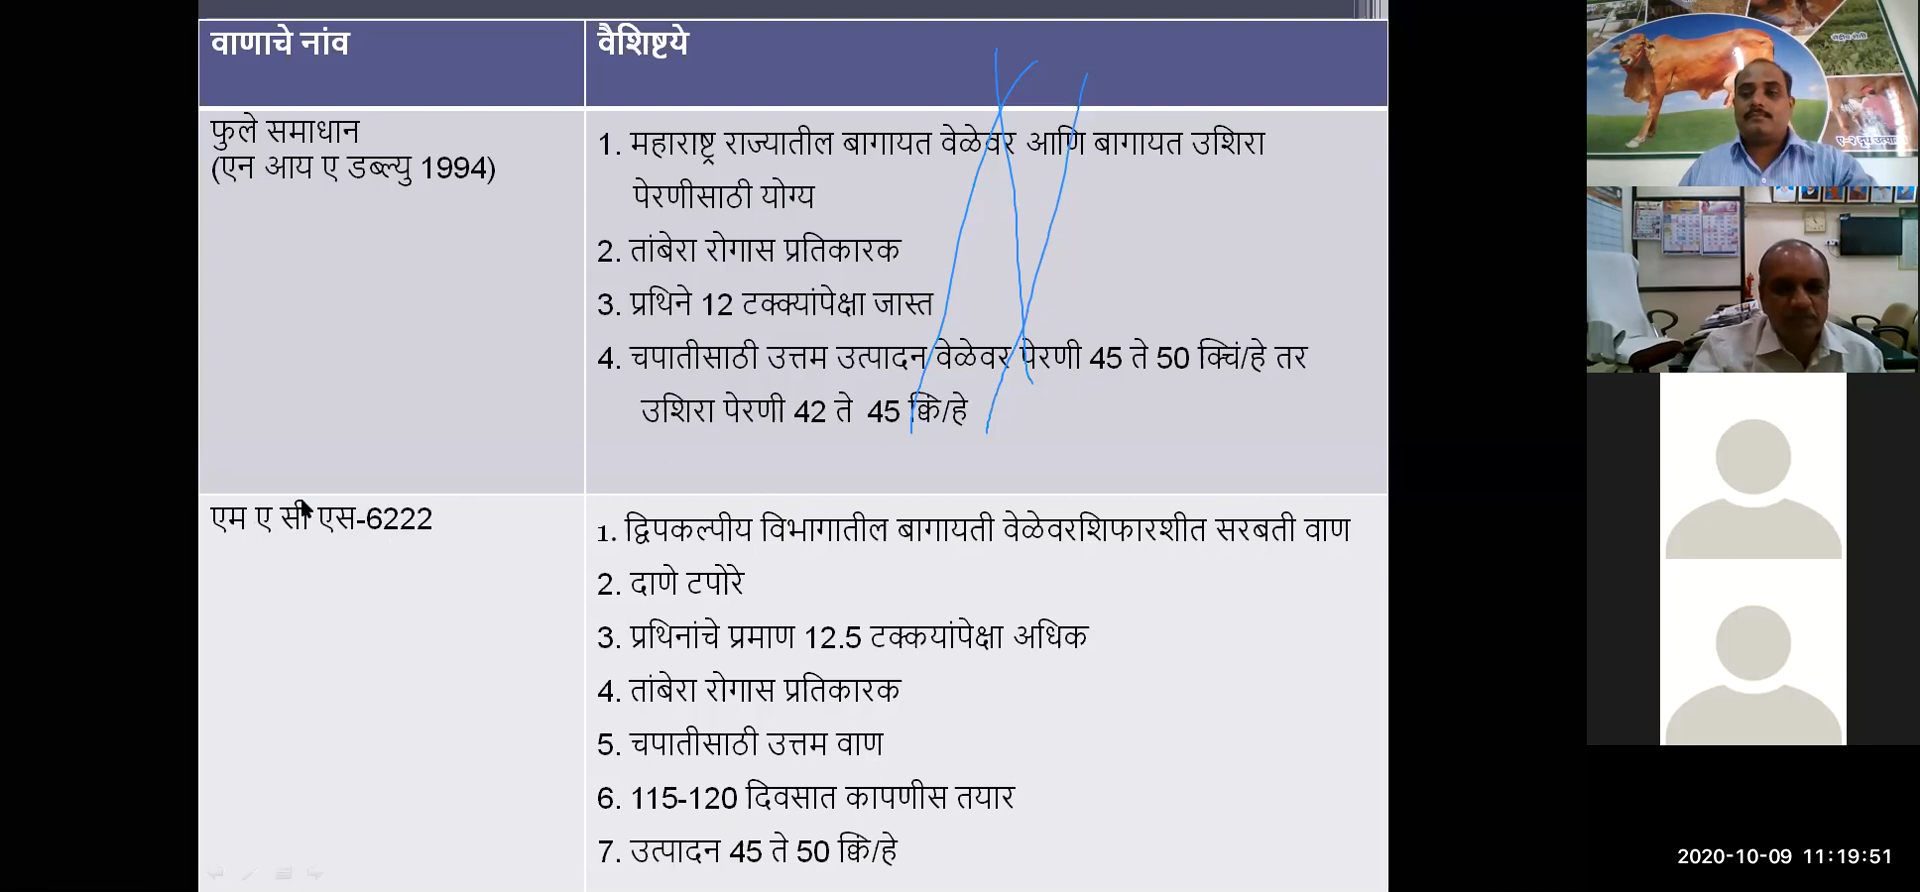 वाणाचे नांव
वैशिष्टये
फुले समाधान
(एन आय ए डब्ल्यु 1994)
1. महाराष्ट्र राज्यातील बागायत वेळेवर आणि बागायत उशिरा
पेरणीसाठी योग्य
2. तांबेरा रोगास प्रतिकारक
3. प्रथिने 12 टक्क्यांपेक्षा जास्त
4. चपातीसाठी उत्तम उत्पादन वेळेवर पेरणी 45 ते 50 क्विं/हे तर
उशिरा पेरणी 42 ते 45 क्विं/हे
एम ए सी एस-6222
1. द्विपकल्पीय विभागातील बागायती वेळेवरशिफारशीत सरबती वाण
2. दाणे टपोरे
3. प्रथिनांचे प्रमाण 12.5 टक्कयांपेक्षा अधिक
4. तांबेरा रोगास प्रतिकारक
5. चपातीसाठी उत्तम वाण
6. 115-120 दिवसात कापणीस तयार
7. उत्पादन 45 ते 50 क्विं/हे
2020-10-09 11:19:51